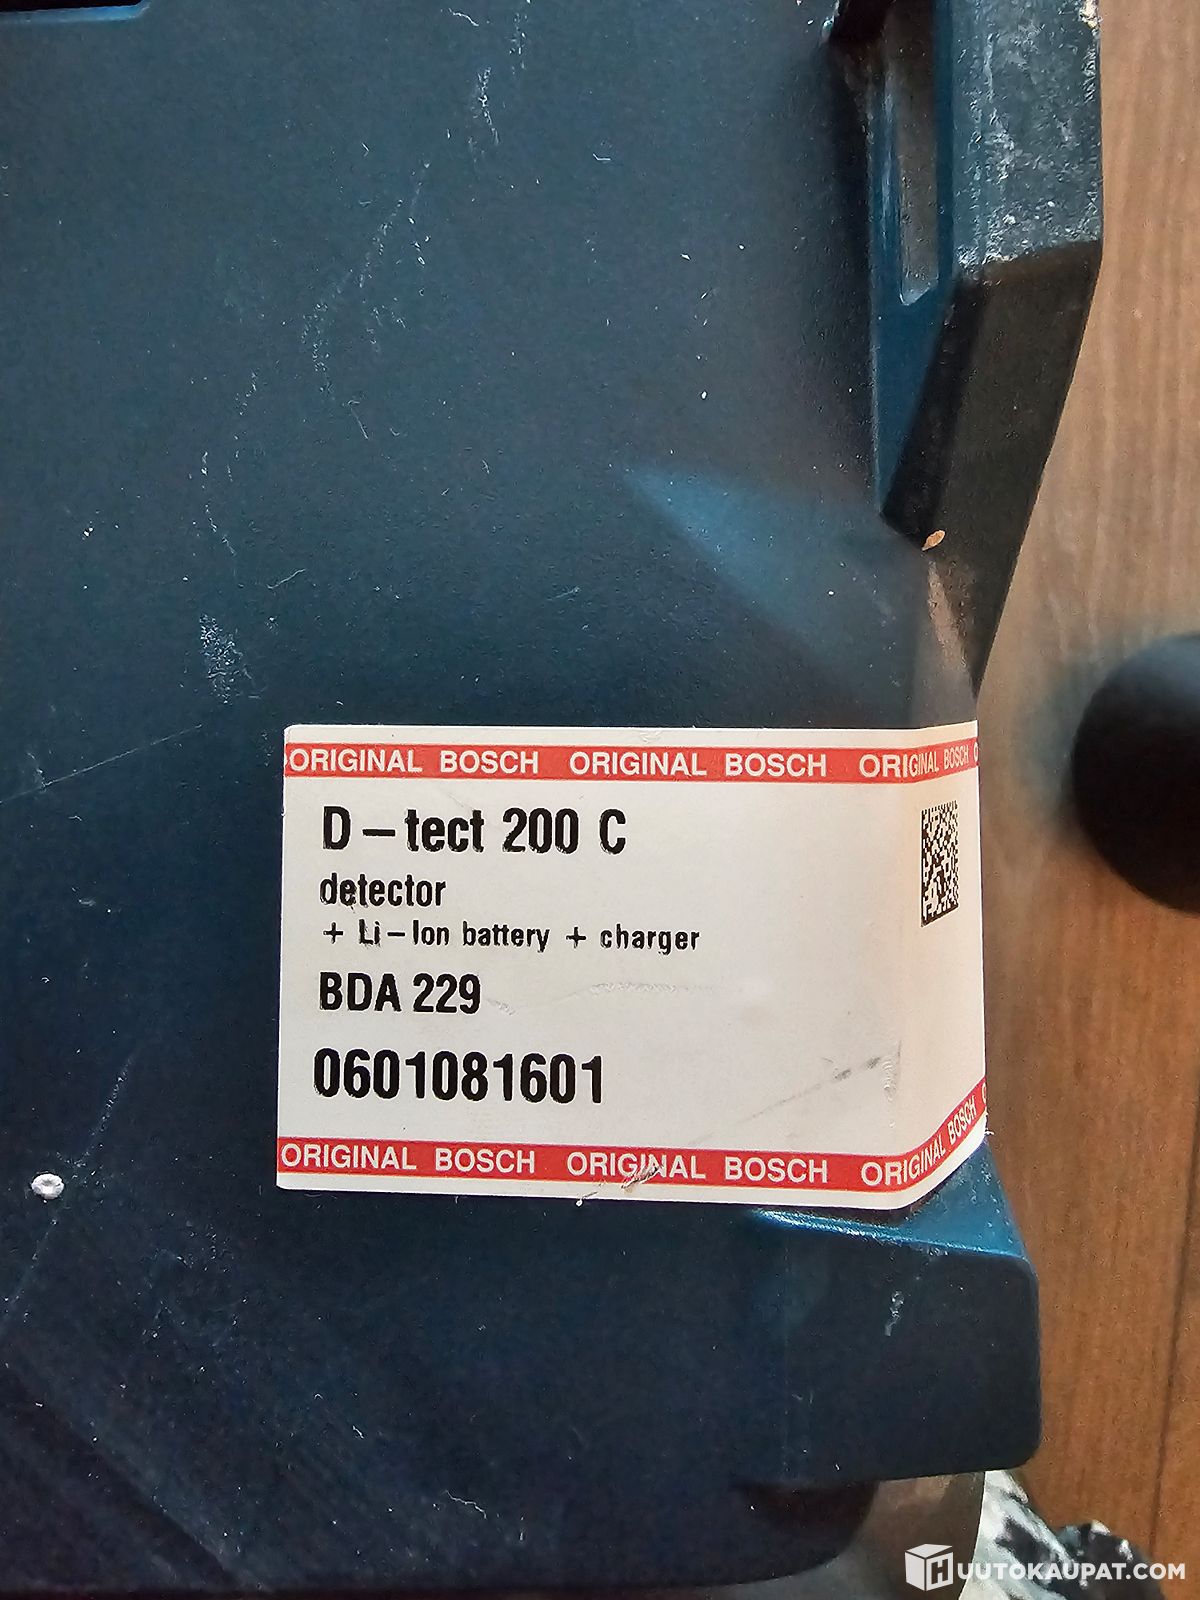 ORIGINAL BOSCH ORIGINAL BOSCH ORIGINAL BOSCH
D-tect 200 C
detector
+ Li-Ion battery + charger
BDA 229
0601081601
ORIGINAL BOSCH ORIGINAL BOSCH ORIGINAL BOSCH
HUUTOKAUPAT.COM